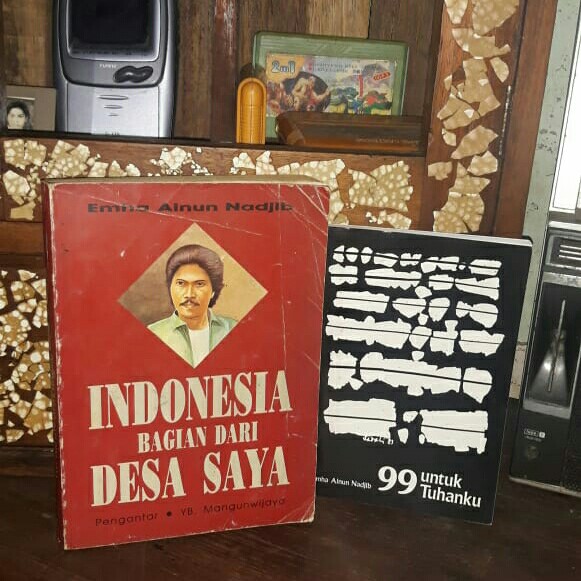 2 in 1
Emha Ainun Nadjib
INDONESIA
BAGIAN DARI
DESA SAYA
Pengantar • YB. Mangunwijaya
Emha Ainun Nadjib
99 untuk
Tuhanku